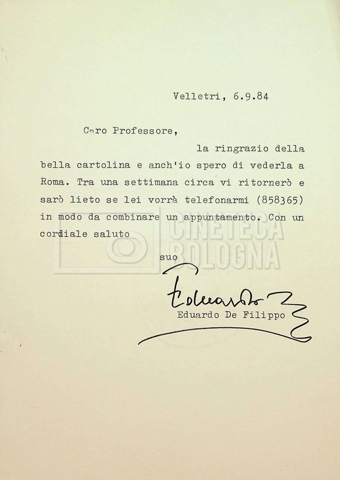 Velletri, 6.9.84
Caro Professore,
la ringrazio della
bella cartolina e anch'io spero di vederla a
Roma. Tra una settimana circa vi ritornerò e
sarò lieto se lei vorrà telefonarmi (858365)
in modo da combinare un appuntamento. Con un
cordiale saluto
CINETECA
BOLOGNA
suo
Eduardo
Eduardo De Filippo